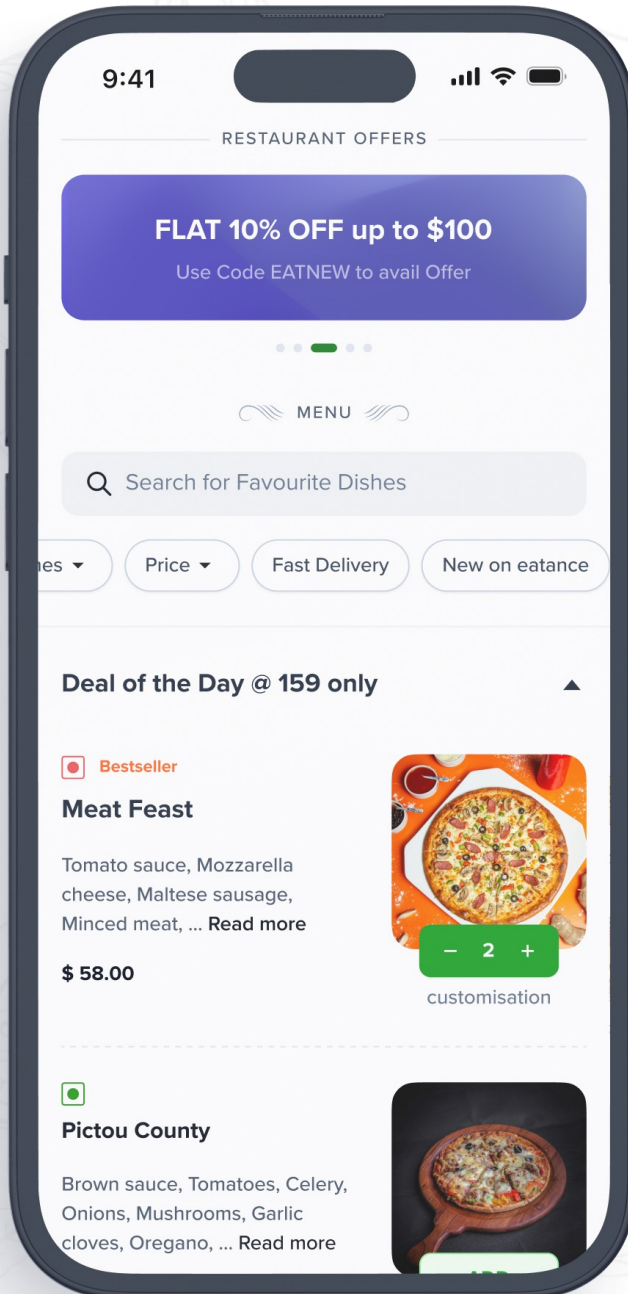 9:41
RESTAURANT OFFERS
FLAT 10% OFF up to $100
Use Code EATNEW to avail Offer
MENU
Search for Favourite Dishes
Price
Fast Delivery
New on eatance
Deal of the Day @ 159 only
Bestseller
Meat Feast
Tomato sauce, Mozzarella
cheese, Maltese sausage,
Minced meat, ... Read more
$ 58.00
− 2 +
customisation
Pictou County
Brown sauce, Tomatoes, Celery,
Onions, Mushrooms, Garlic
cloves, Oregano, ... Read more